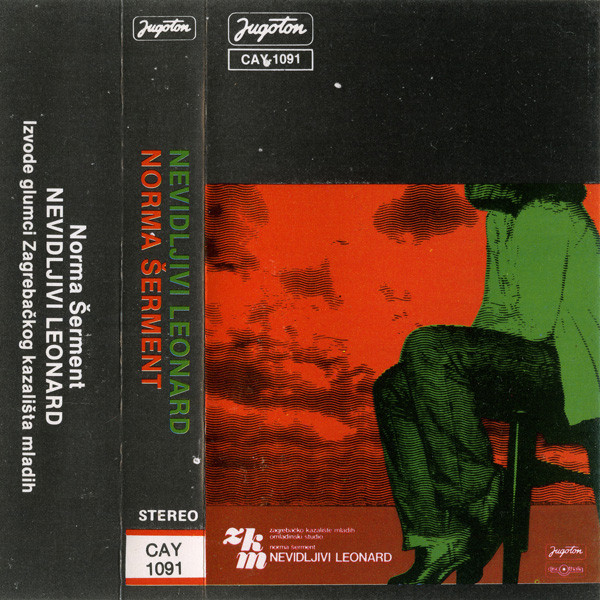 Norma Šerment
NEVIDLJIVI LEONARD
Izvode glumci Zagrebačkog kazališta mladih
Jugoton
NEVIDLJIVI LEONARD
NORMA ŠERMENT
STEREO
CAY
1091
Jugoton
CAY 1091
zkm
zagrebačko kazalište mladih
omladinski studio
norma šerment
NEVIDLJIVI LEONARD
Jugoton